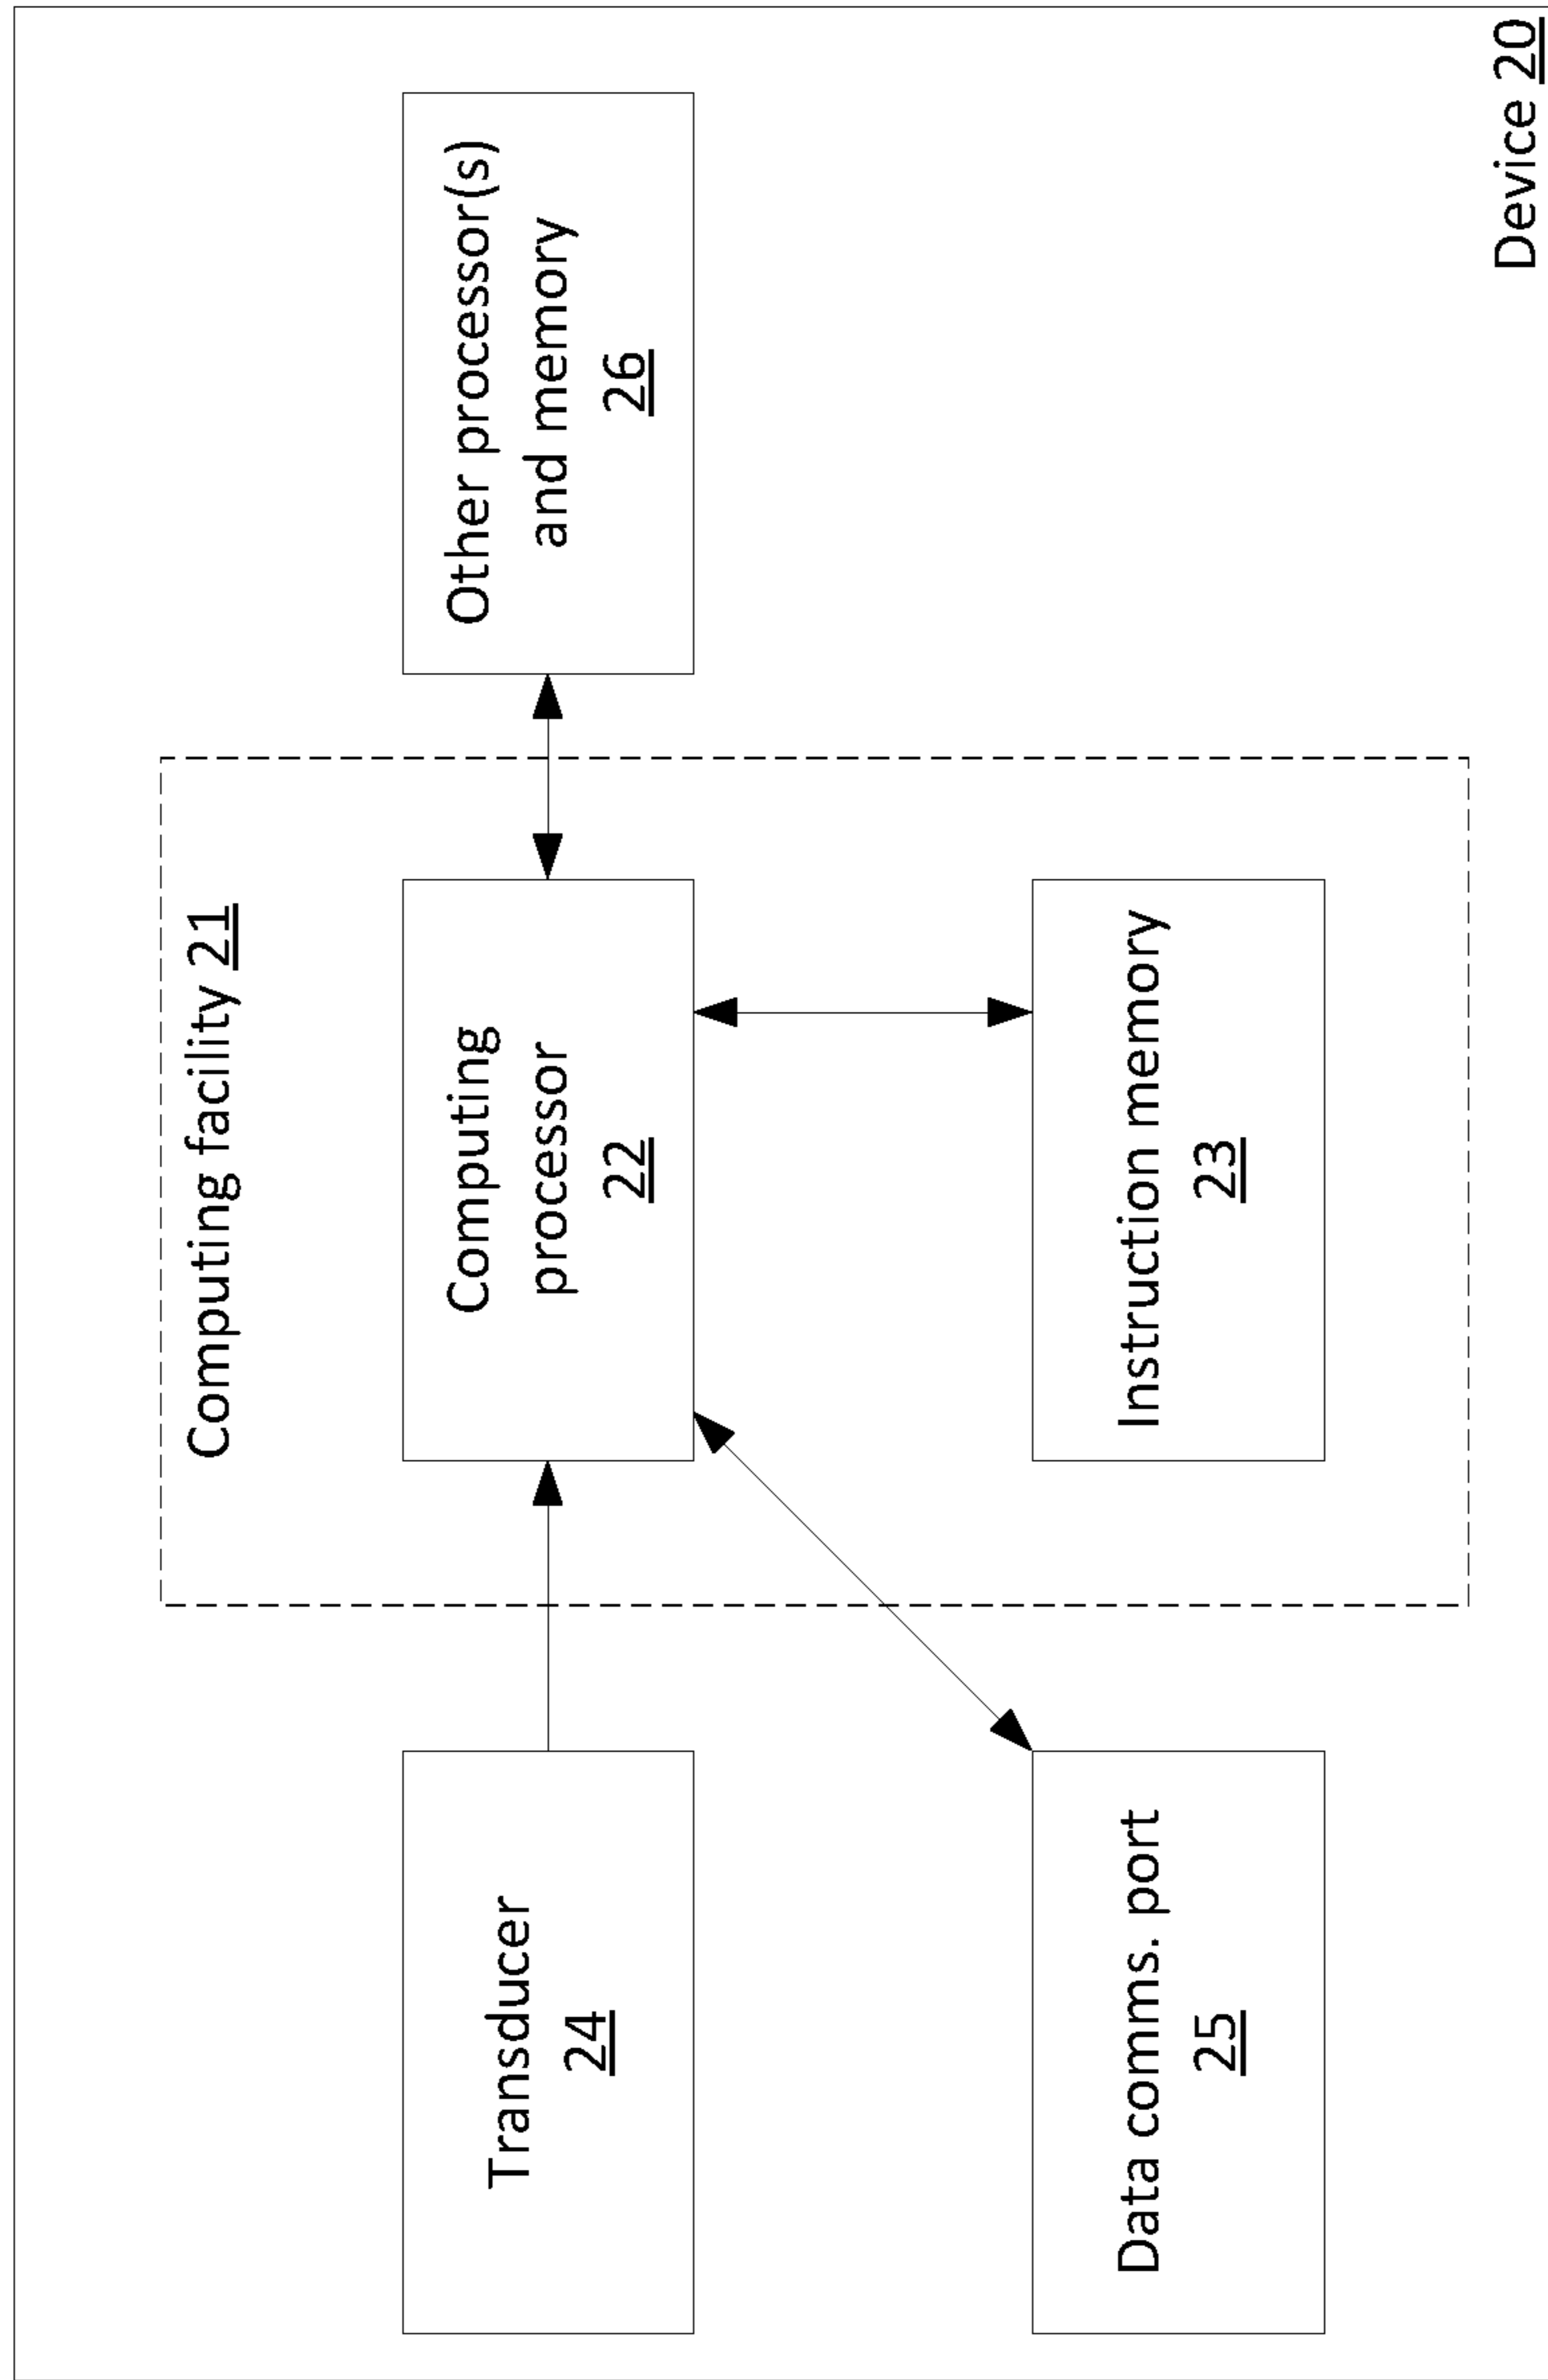 Computing facility 21
Transducer
24
Computing
processor
22
Other processor(s)
and memory
26
Data comms. port
25
Instruction memory
23
Device 20